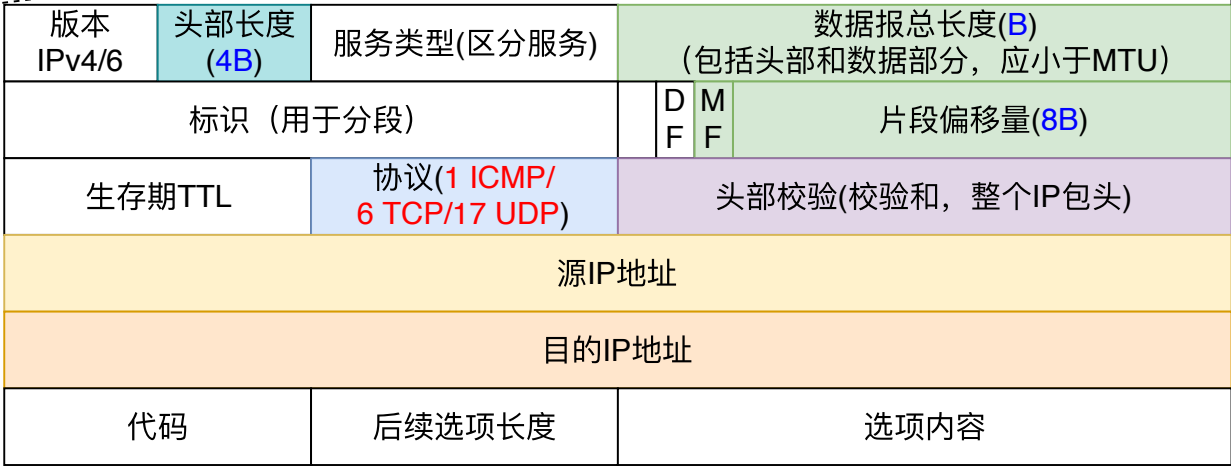 版本
IPv4/6
头部长度
(4B)
服务类型(区分服务)
数据报总长度(B)
（包括头部和数据部分，应小于MTU）
标识（用于分段）
D
F
M
F
片段偏移量(8B)
生存期TTL
协议(1 ICMP/
6 TCP/17 UDP)
头部校验(校验和，整个IP包头)
源IP地址
目的IP地址
代码
后续选项长度
选项内容